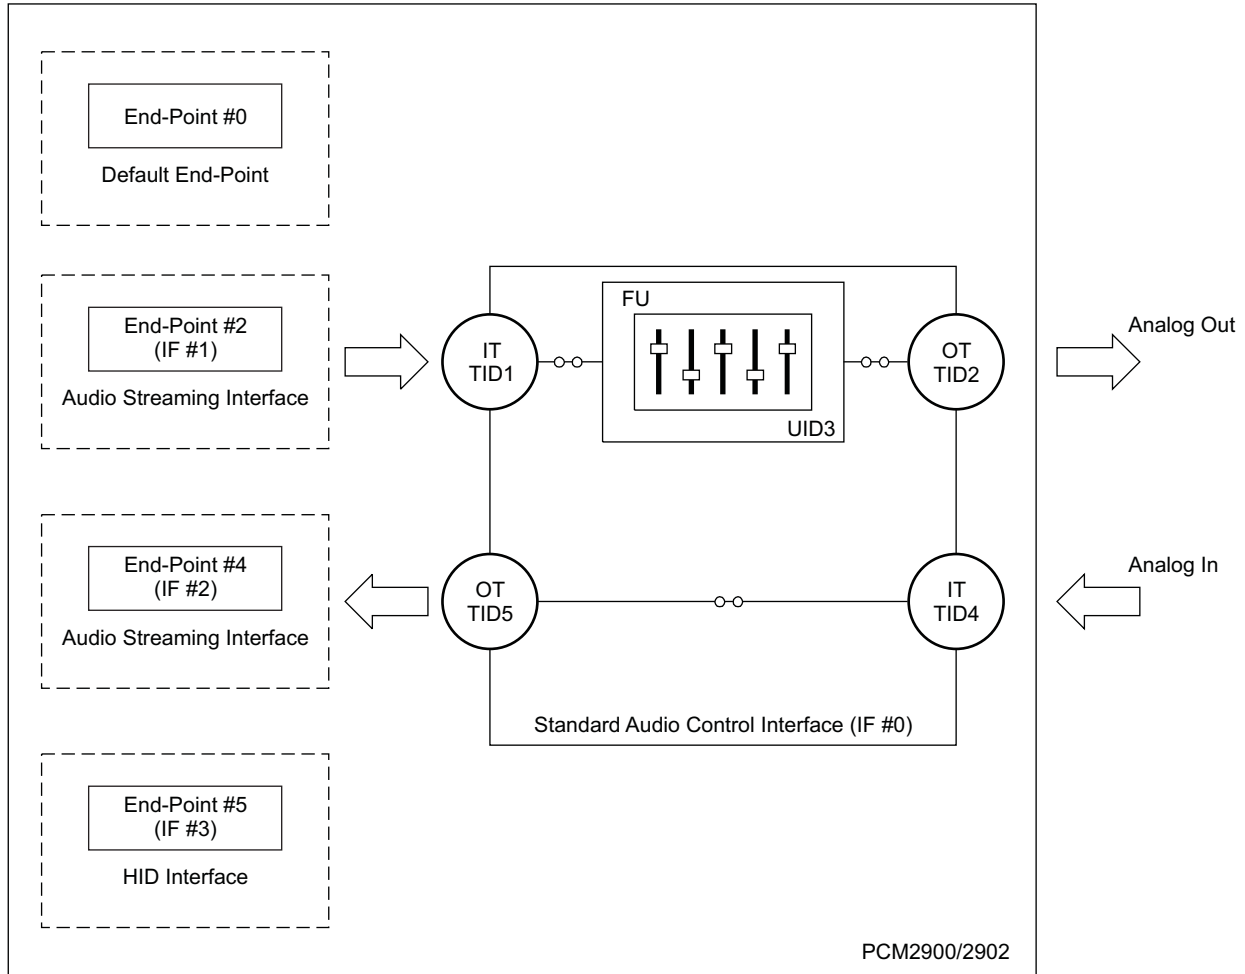 End-Point #0
Default End-Point
End-Point #2
(IF #1)
Audio Streaming Interface
IT
TID1
FU
UID3
OT
TID2
Analog Out
End-Point #4
(IF #2)
Audio Streaming Interface
OT
TID5
IT
TID4
Analog In
Standard Audio Control Interface (IF #0)
End-Point #5
(IF #3)
HID Interface
PCM2900/2902